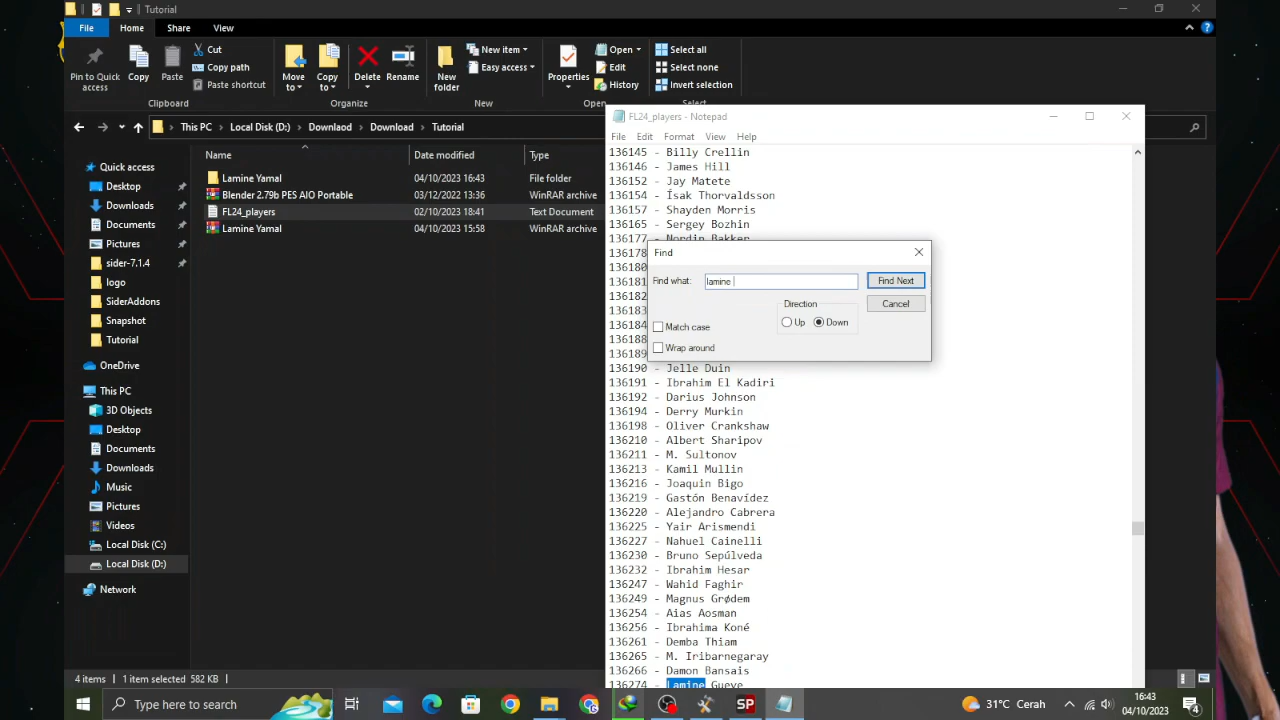 Tutorial
File
Home
Share
View
Pin to Quick access
Copy
Paste
Cut
Copy path
Paste shortcut
Move to
Copy to
Delete
Rename
New folder
New item
Easy access
Properties
Open
Edit
History
Select all
Select none
Invert selection
Clipboard
Organize
New
Open
Select
This PC
Local Disk (D:)
Downlaod
Download
Tutorial
Quick access
Desktop
Downloads
Documents
Pictures
sider-7.1.4
logo
SiderAddons
Snapshot
Tutorial
OneDrive
This PC
3D Objects
Desktop
Documents
Downloads
Music
Pictures
Videos
Local Disk (C:)
Local Disk (D:)
Network
Name
Date modified
Type
Lamine Yamal
04/10/2023 16:43
File folder
Blender 2.79b PES AIO Portable
03/12/2022 13:36
WinRAR archive
FL24_players
02/10/2023 18:41
Text Document
Lamine Yamal
04/10/2023 15:58
WinRAR archive
4 items
1 item selected 582 KB
FL24_players - Notepad
File
Edit
Format
View
Help
136145 - Billy Crellin
136146 - James Hill
136152 - Jay Matete
136154 - Ísak Thorvaldsson
136157 - Shayden Morris
136165 - Sergey Bozhin
136177 - Nordin Bakker
136178
136180
136181
136182
136183
136184
136188
136189
136190 - Jelle Duin
136191 - Ibrahim El Kadiri
136192 - Darius Johnson
136194 - Derry Murkin
136198 - Oliver Crankshaw
136210 - Albert Sharipov
136211 - M. Sultonov
136213 - Kamil Mullin
136216 - Joaquin Bigo
136219 - Gastón Benavídez
136220 - Alejandro Cabrera
136225 - Yair Arismendi
136227 - Nahuel Cainelli
136230 - Bruno Sepúlveda
136232 - Ibrahim Hesar
136247 - Wahid Faghir
136249 - Magnus Grødem
136254 - Aias Aosman
136256 - Ibrahima Koné
136261 - Demba Thiam
136265 - M. Iribarnegaray
136266 - Damon Bansais
136274 - Lamine Gueye
Find
Find what:
lamine
Find Next
Cancel
Direction
Up
Down
Match case
Wrap around
Type here to search
SP
31°C Cerah
16:43
04/10/2023
4